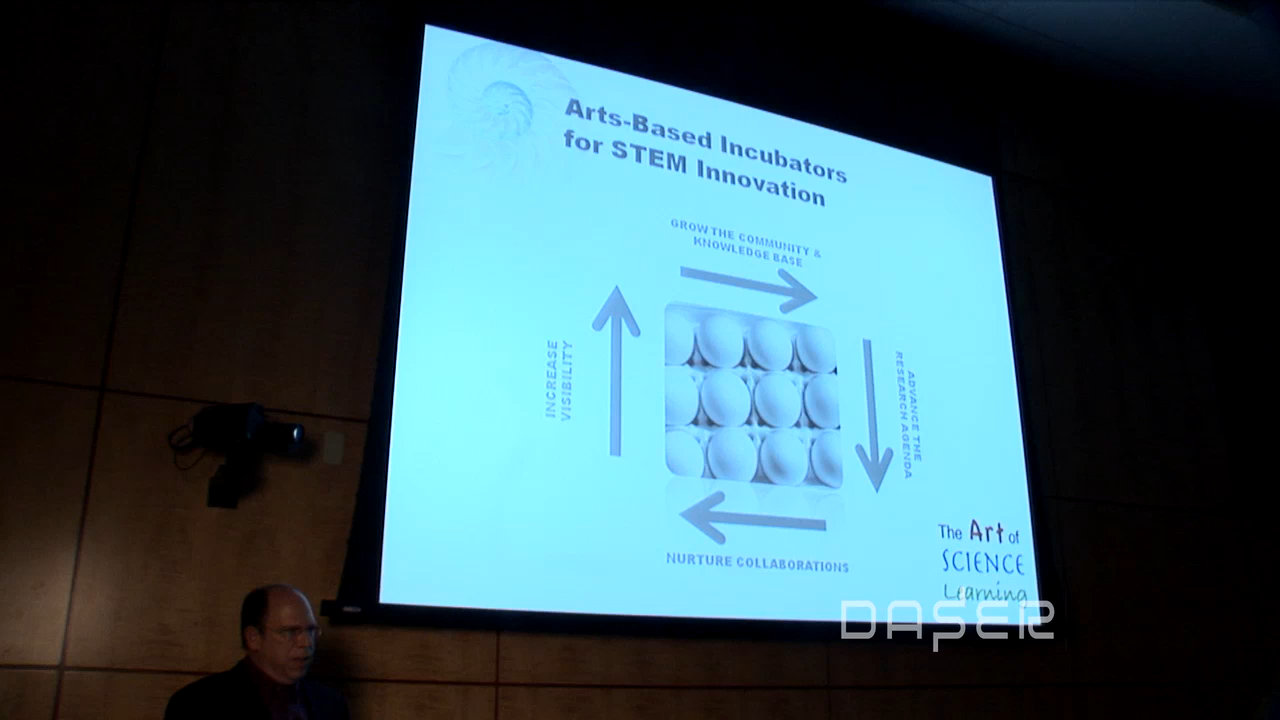 Arts-Based Incubators
for STEM Innovation
GROW THE COMMUNITY &
KNOWLEDGE BASE
INCREASE
VISIBILITY
ADVANCE THE
RESEARCH AGENDA
NURTURE COLLABORATIONS
The Art of
SCIENCE
Learning
DASER